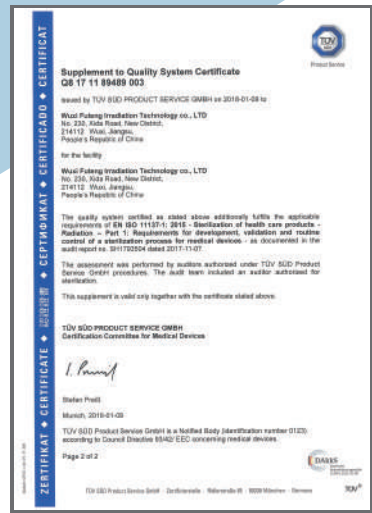 TÜV
SÜD
Product Service
Supplement to Quality System Certificate
Q8 17 11 89489 003
issued by TÜV SÜD PRODUCT SERVICE GMBH on 2018-01-09 to
Wuxi Futeng Irradiation Technology co., LTD
No. 230, Xida Road, New District,
214112 Wuxi, Jiangsu,
People's Republic of China
for the facility
Wuxi Futeng Irradiation Technology co., LTD
No. 230, Xida Road, New District,
214112 Wuxi, Jiangsu,
People's Republic of China
The quality system certified as stated above additionally fulfils the applicable
requirements of EN ISO 11137-1: 2015 - Sterilization of health care products -
Radiation - Part 1: Requirements for development, validation and routine
control of a sterilization process for medical devices - as documented in the
audit report no. SH1793504 dated 2017-11-07.
The assessment was performed by auditors authorized under TÜV SÜD Product
Service GmbH procedures. The audit team included an auditor authorized for
sterilization.
This supplement is valid only together with the certificate stated above.
TÜV SÜD PRODUCT SERVICE GMBH
Certification Committee for Medical Devices
Stefan Preiß
Munich, 2018-01-09
TÜV SÜD Product Service GmbH is a Notified Body (identification number 0123)
according to Council Directive 93/42/ EEC concerning medical devices.
Page 2 of 2
DAkkS
TÜV SÜD Product Service GmbH · Zertifizierstelle · Ridlerstraße 65 · 80339 München · Germany
TÜV®
ZERTIFIKAT ◆ CERTIFICATE ◆ 認證證書 ◆ СЕРТИФИКАТ ◆ CERTIFICADO ◆ CERTIFICAT